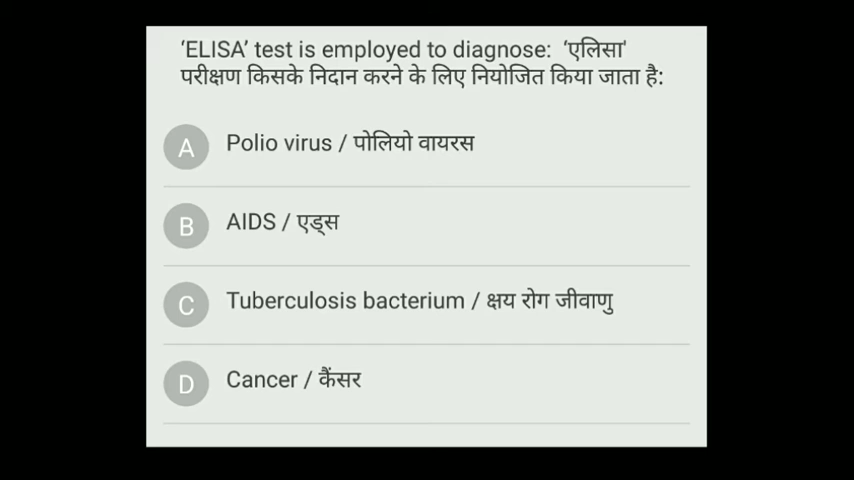 ‘ELISA’ test is employed to diagnose: ‘एलिसा'
परीक्षण किसके निदान करने के लिए नियोजित किया जाता है:
A Polio virus / पोलियो वायरस
B AIDS / एड्स
C Tuberculosis bacterium / क्षय रोग जीवाणु
D Cancer / कैंसर